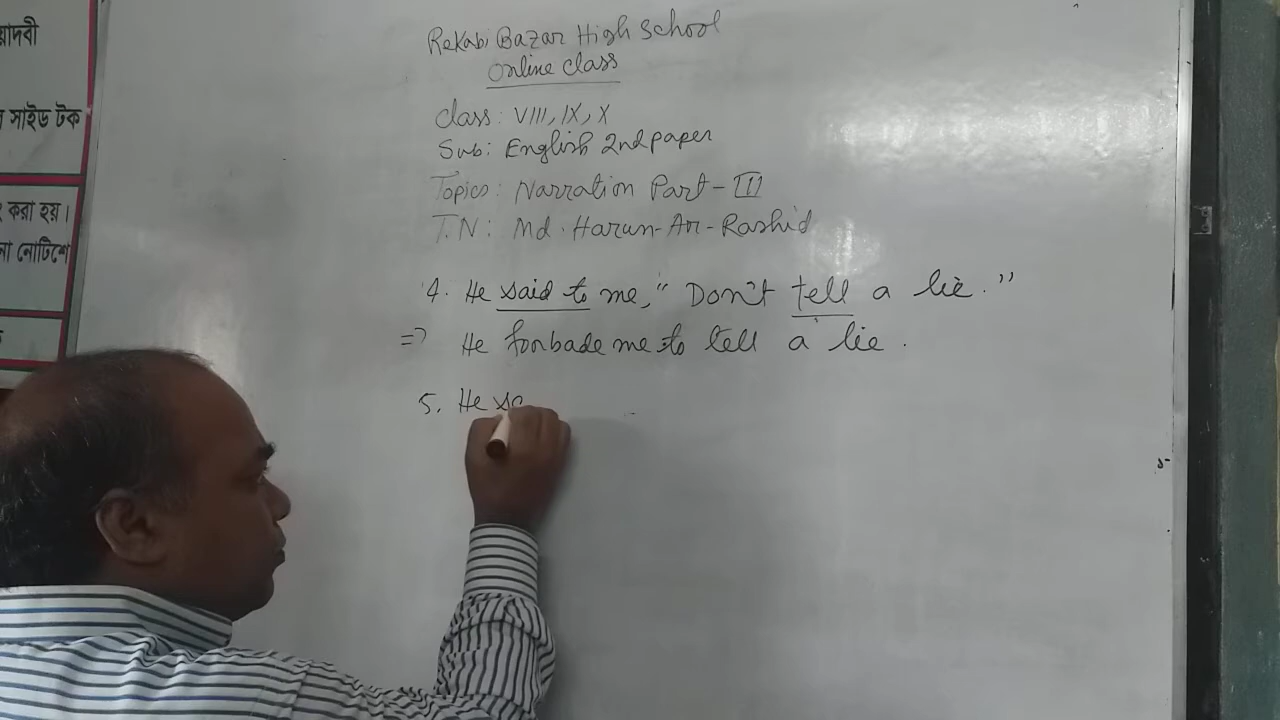 য়াদবী
সাইড টক
করা হয়।
না নোটিশে
Rekabi Bazar High School
Online Class
Class: VIII, IX, X
Sub: English 2nd paper
Topics: Narration Part-III
T.N: Md. Harun-Ar-Rashid
4. He said to me, "Don't tell a lie."
=> He forbade me to tell a lie.
5. He sa